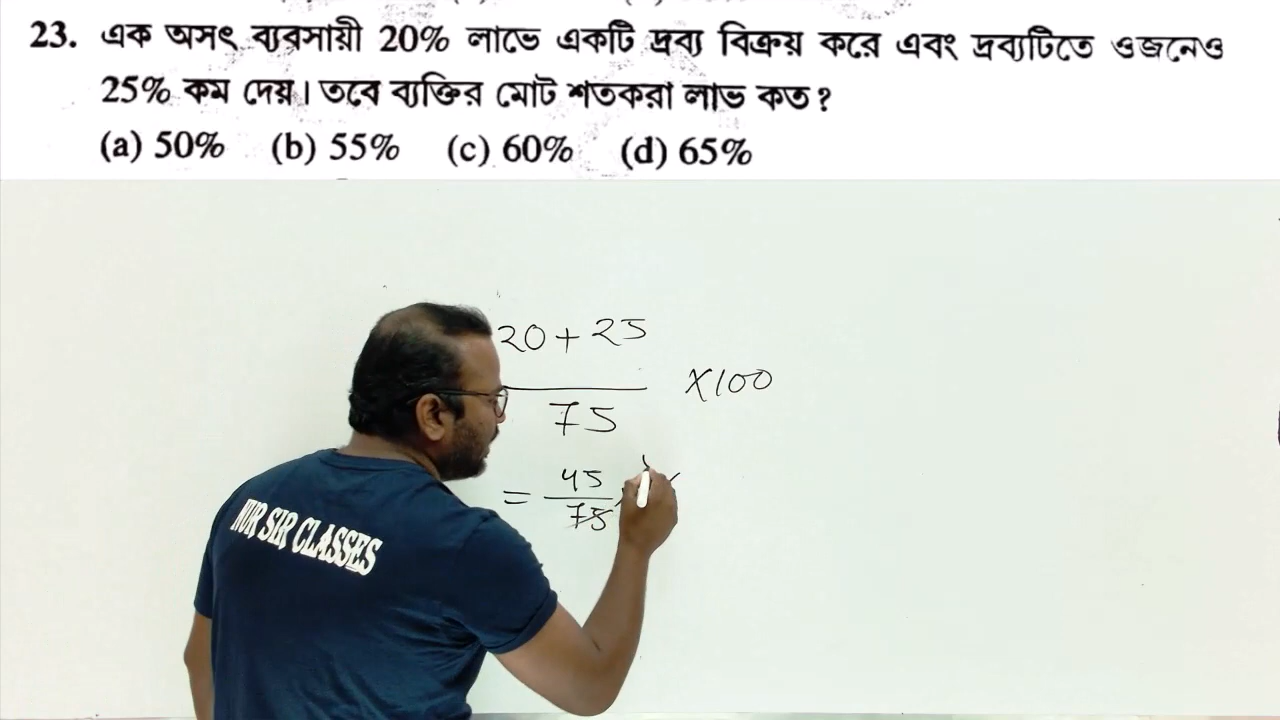 23. এক অসৎ ব্যবসায়ী 20% লাভে একটি দ্রব্য বিক্রয় করে এবং দ্রব্যটিতে ওজনেও
25% কম দেয়। তবে ব্যক্তির মোট শতকরা লাভ কত?
(a) 50% (b) 55% (c) 60% (d) 65%
20 + 25
75
×100
= 45
75
NUR SIR CLASSES